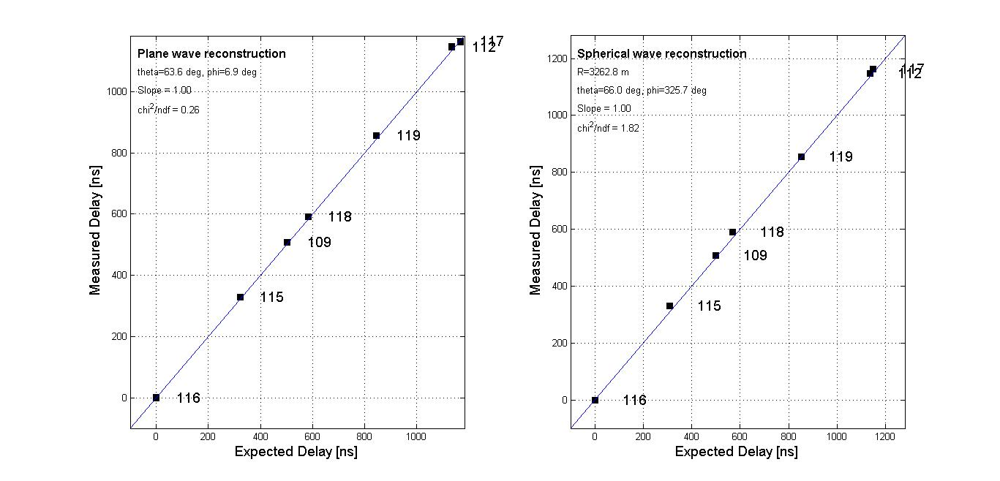 Plane wave reconstruction
theta=63.6 deg, phi=6.9 deg
Slope = 1.00
chi²/ndf = 0.26
1000
800
600
400
200
0
Measured Delay [ns]
117
112
119
118
109
115
116
0 200 400 600 800 1000
Expected Delay [ns]
Spherical wave reconstruction
R=3262.8 m
theta=66.0 deg, phi=325.7 deg
Slope = 1.00
chi²/ndf = 1.82
1200
1000
800
600
400
200
0
Measured Delay [ns]
117
112
119
118
109
115
116
0 200 400 600 800 1000 1200
Expected Delay [ns]